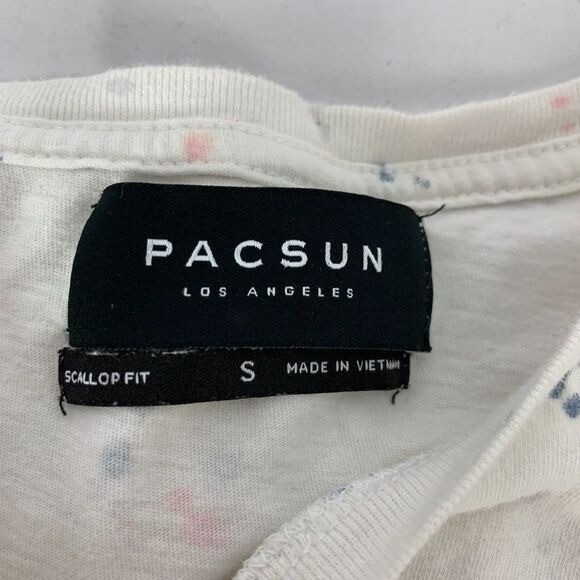 PACSUN
LOS ANGELES
SCALLOP FIT S MADE IN VIETNAM